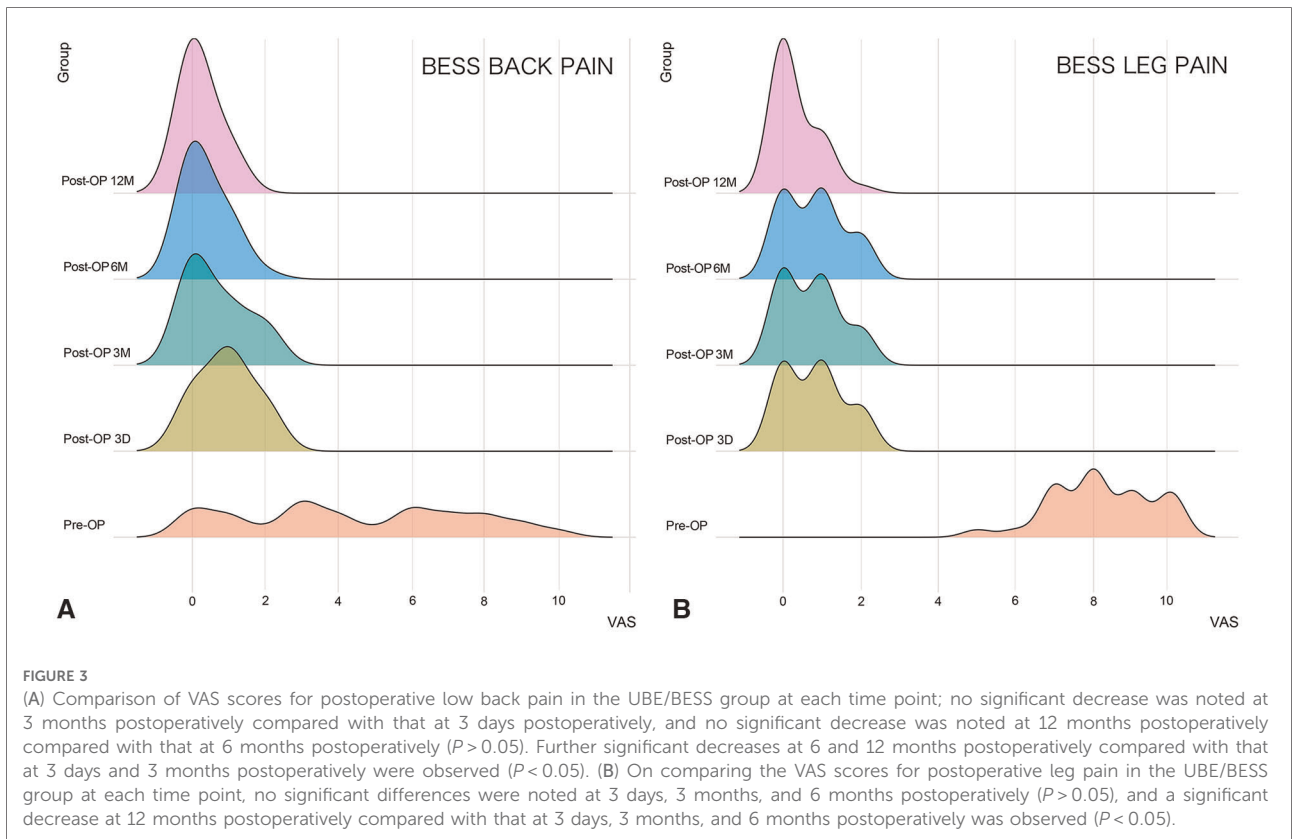 Group
BESS BACK PAIN
Post-OP 12M
Post-OP 6M
Post-OP 3M
Post-OP 3D
Pre-OP
0 2 4 6 8 10
A
VAS
Group
BESS LEG PAIN
Post-OP 12M
Post-OP 6M
Post-OP 3M
Post-OP 3D
Pre-OP
0 2 4 6 8 10
B
VAS
FIGURE 3
(A) Comparison of VAS scores for postoperative low back pain in the UBE/BESS group at each time point; no significant decrease was noted at
3 months postoperatively compared with that at 3 days postoperatively, and no significant decrease was noted at 12 months postoperatively
compared with that at 6 months postoperatively (P > 0.05). Further significant decreases at 6 and 12 months postoperatively compared with that
at 3 days and 3 months postoperatively were observed (P < 0.05). (B) On comparing the VAS scores for postoperative leg pain in the UBE/BESS
group at each time point, no significant differences were noted at 3 days, 3 months, and 6 months postoperatively (P > 0.05), and a significant
decrease at 12 months postoperatively compared with that at 3 days, 3 months, and 6 months postoperatively was observed (P < 0.05).